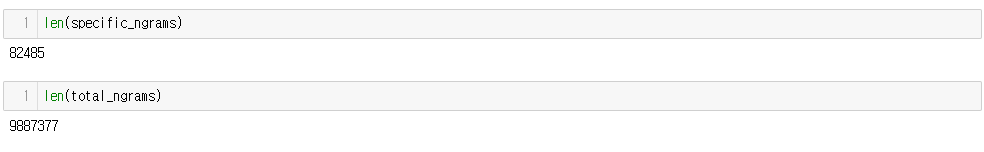 1 len(specific_ngrams)
82485
1 len(total_ngrams)
9887377